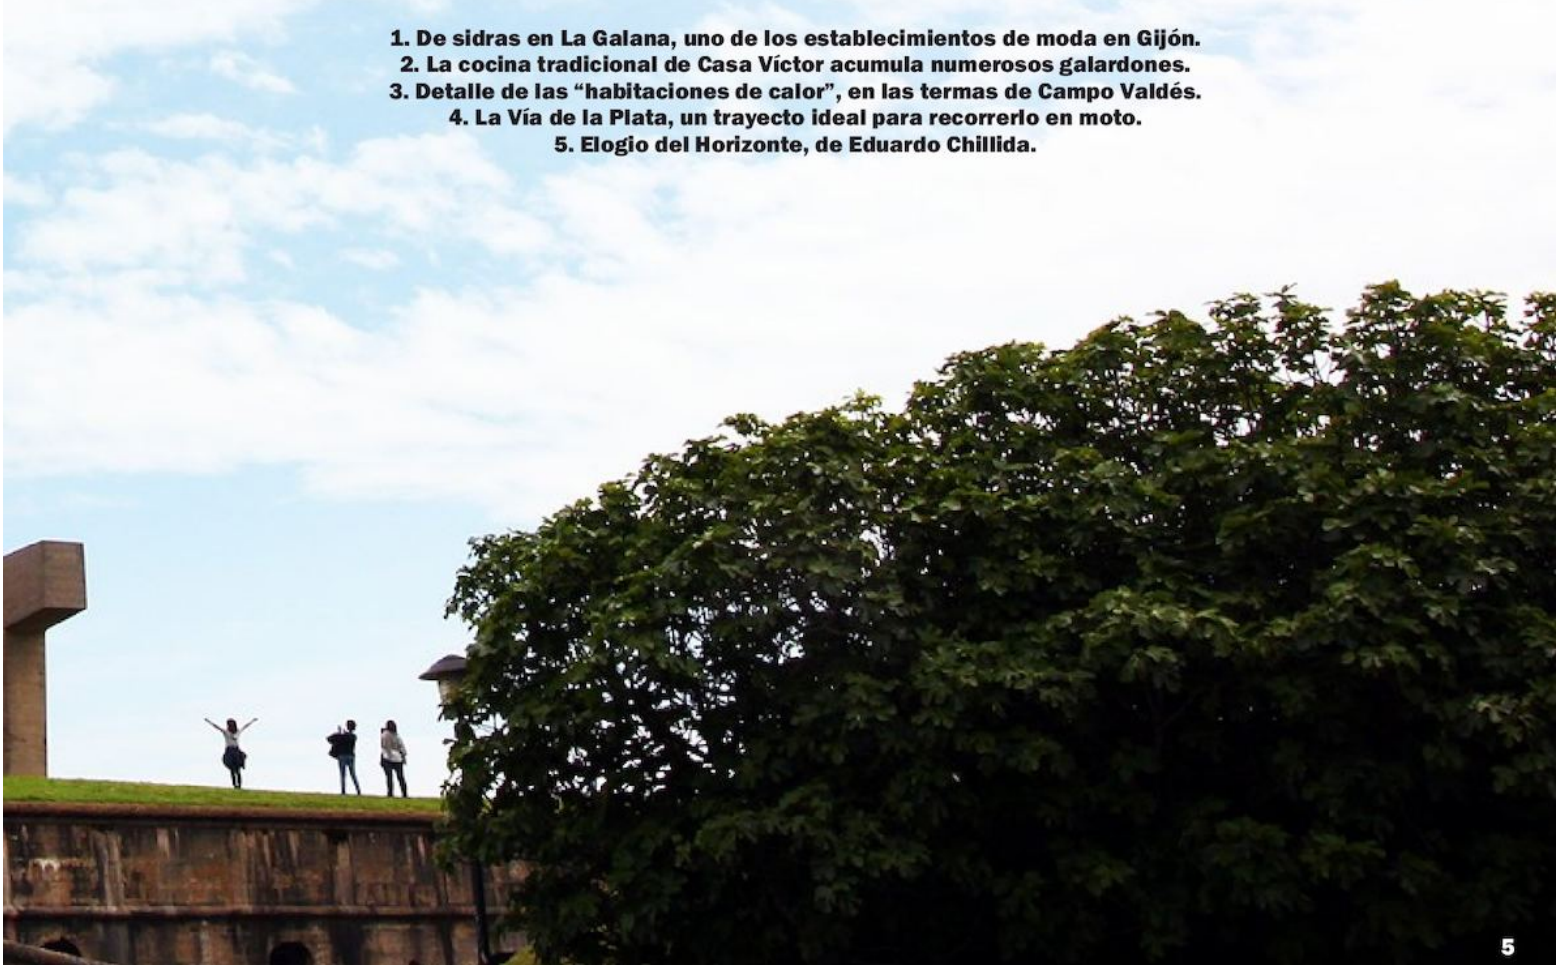 1. De sidras en La Galana, uno de los establecimientos de moda en Gijón.
2. La cocina tradicional de Casa Víctor acumula numerosos galardones.
3. Detalle de las “habitaciones de calor”, en las termas de Campo Valdés.
4. La Vía de la Plata, un trayecto ideal para recorrerlo en moto.
5. Elogio del Horizonte, de Eduardo Chillida.
5